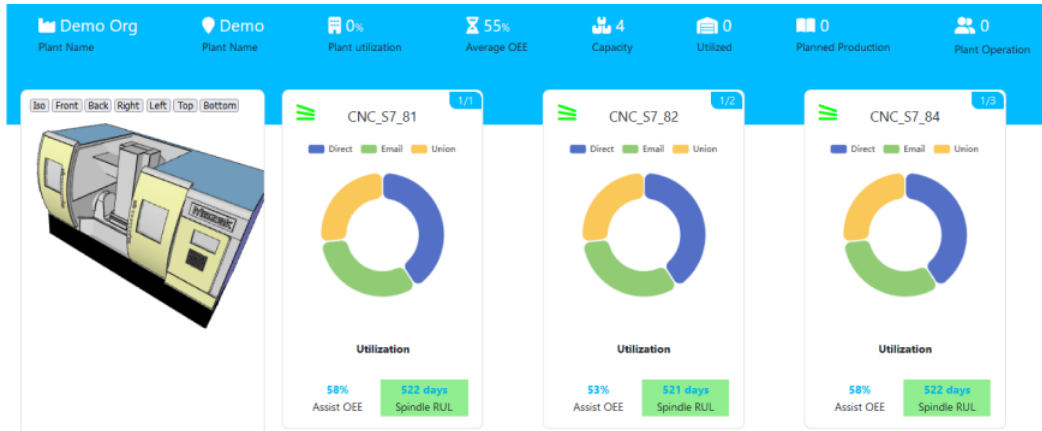 Demo Org
Plant Name
Demo
Plant Name
0%
Plant utilization
55%
Average OEE
4
Capacity
0
Utilized
0
Planned Production
0
Plant Operation
Iso Front Back Right Left Top Bottom
Mazak
1/1
CNC_S7_81
Direct Email Union
Utilization
58%
Assist OEE
522 days
Spindle RUL
1/2
CNC_S7_82
Direct Email Union
Utilization
53%
Assist OEE
521 days
Spindle RUL
1/3
CNC_S7_84
Direct Email Union
Utilization
58%
Assist OEE
522 days
Spindle RUL